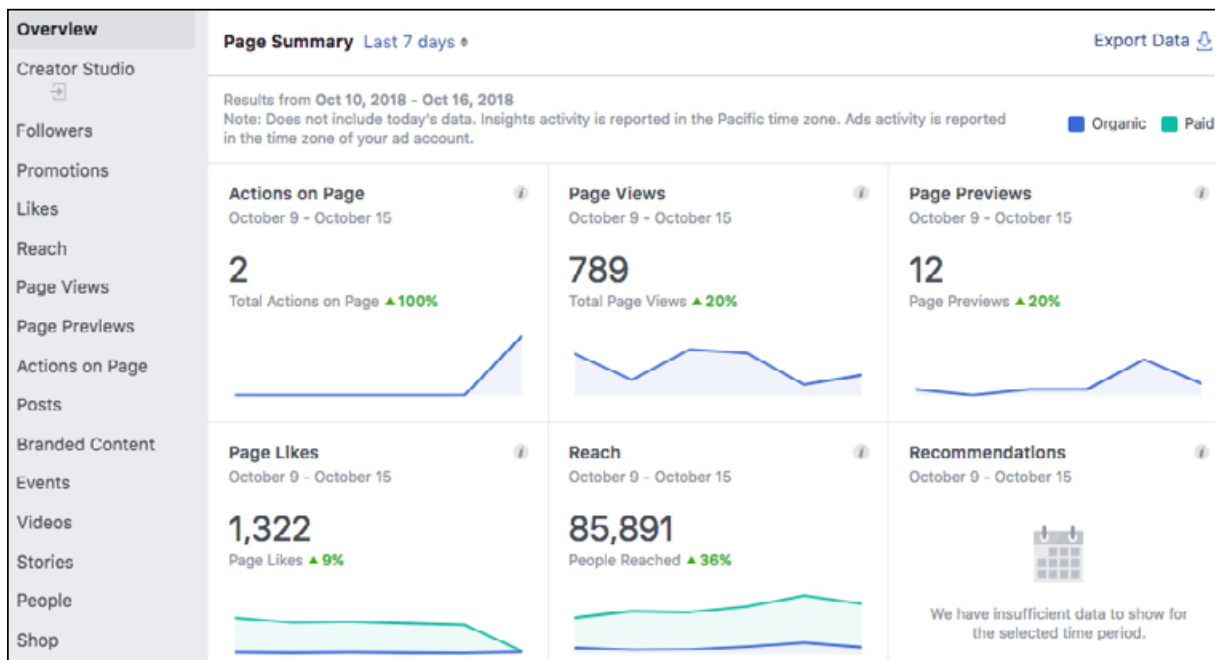 Overview
Creator Studio
Followers
Promotions
Likes
Reach
Page Views
Page Previews
Actions on Page
Posts
Branded Content
Events
Videos
Stories
People
Shop
Page Summary Last 7 days
Export Data
Results from Oct 10, 2018 - Oct 16, 2018
Note: Does not include today's data. Insights activity is reported in the Pacific time zone. Ads activity is reported
in the time zone of your ad account.
Organic Paid
Actions on Page
October 9 - October 15
2
Total Actions on Page ▲100%
Page Views
October 9 - October 15
789
Total Page Views ▲20%
Page Previews
October 9 - October 15
12
Page Previews ▲20%
Page Likes
October 9 - October 15
1,322
Page Likes ▲9%
Reach
October 9 - October 15
85,891
People Reached ▲36%
Recommendations
October 9 - October 15
We have insufficient data to show for
the selected time period.